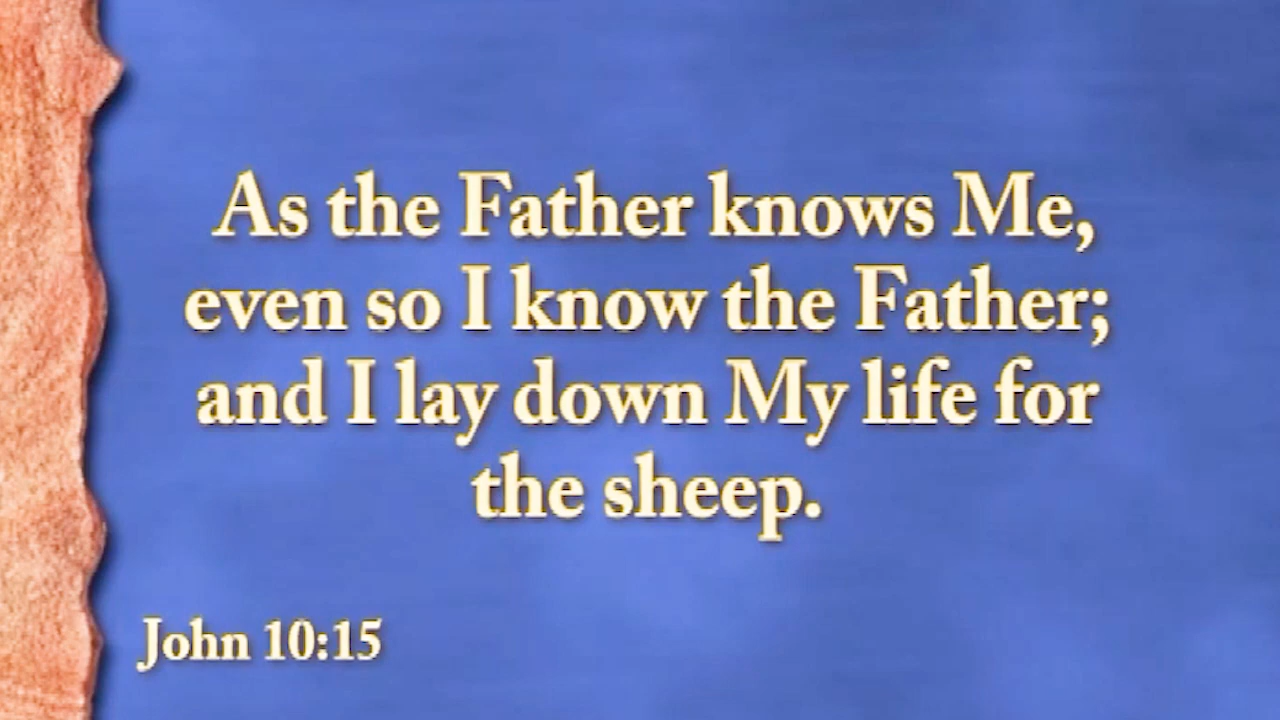 As the Father knows Me,
even so I know the Father;
and I lay down My life for
the sheep.
John 10:15